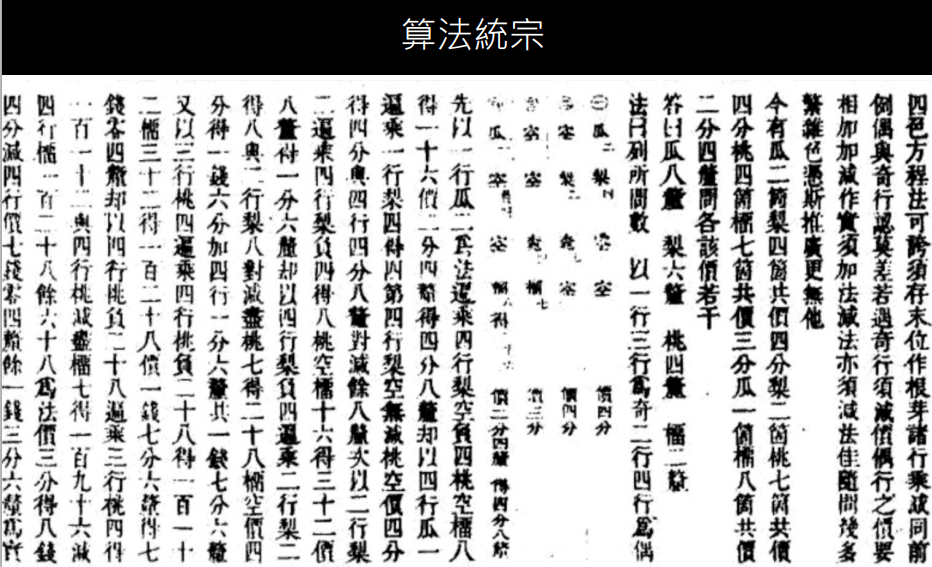 算法統宗
四色方程法可誇須存末位作根芽諸行乘減同前
例偶與奇行認莫差若遇奇行須減價偶行之價要
相加加減作實須加法減法亦須減法佳隨問幾多
繁雜色憑斯推廣更無他
今有瓜二箇梨四箇共價四分梨二箇桃七箇共價
四分桃四箇橊七箇共價三分瓜一箇橊八箇共價
二分四釐問各該價若干
答曰瓜八釐 梨六釐 桃四釐 橊二釐
法曰列所問數 以一行三行爲奇二行四行爲偶
瓜二 梨四 空 空 價四分
空 梨二 桃七 空 價四分
空 空 桃四 橊七 價三分
瓜 空 空 橊八 得 價二分四釐 得四分八釐
先以一行瓜二爲法遍乘四行梨空負四桃空橊八
得一十六價二分四釐得四分八釐却以四行瓜一
遍乘一行梨四得四第四行梨空無減桃空價四分
得四分與四行四分八釐對減餘八釐次以二行梨
二遍乘四行梨負四得八桃空橊十六得三十二價
八釐得一分六釐却以四行梨負四遍乘二行梨二
得八與二行梨八對減盡桃七得二十八橊空價四
分得一錢六分加四行一分六釐共一錢七分六釐
又以三行桃四遍乘四行桃負二十八得一百一十
二橊三十二得一百二十八價一錢七分六釐得七
錢零四釐却以四行桃負二十八遍乘三行桃四得
一百一十二與四行桃減盡橊七得一百九十六減
四行橊一百二十八餘六十八爲法價三分得八錢
四分減四行價七錢零四釐餘一錢三分六釐爲實